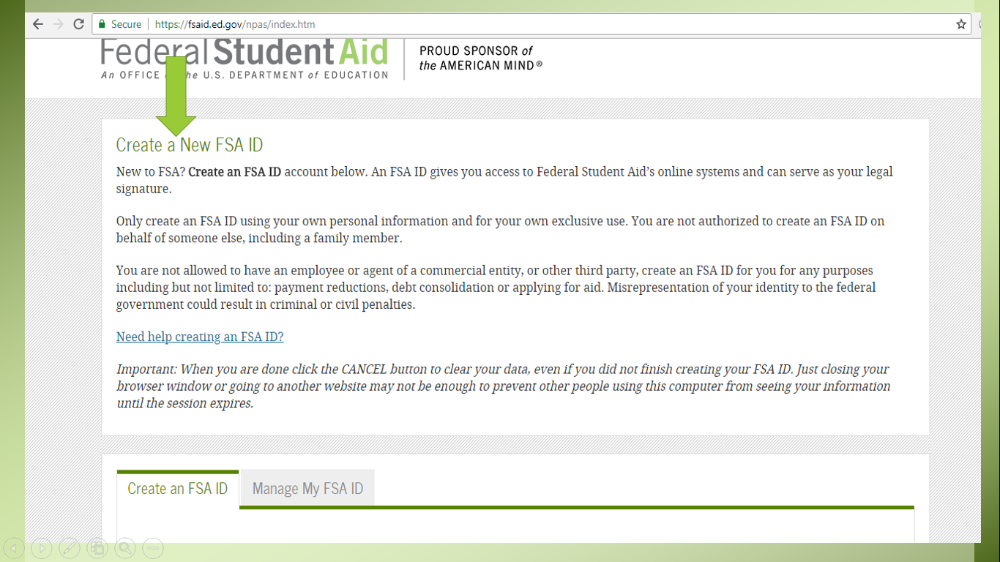 Secure
https://fsaid.ed.gov/npas/index.htm
Federal Student Aid
An OFFICE the U.S. DEPARTMENT of EDUCATION
PROUD SPONSOR of
the AMERICAN MIND®
Create a New FSA ID
New to FSA? Create an FSA ID account below. An FSA ID gives you access to Federal Student Aid’s online systems and can serve as your legal
signature.
Only create an FSA ID using your own personal information and for your own exclusive use. You are not authorized to create an FSA ID on
behalf of someone else, including a family member.
You are not allowed to have an employee or agent of a commercial entity, or other third party, create an FSA ID for you for any purposes
including but not limited to: payment reductions, debt consolidation or applying for aid. Misrepresentation of your identity to the federal
government could result in criminal or civil penalties.
Need help creating an FSA ID?
Important: When you are done click the CANCEL button to clear your data, even if you did not finish creating your FSA ID. Just closing your
browser window or going to another website may not be enough to prevent other people using this computer from seeing your information
until the session expires.
Create an FSA ID
Manage My FSA ID